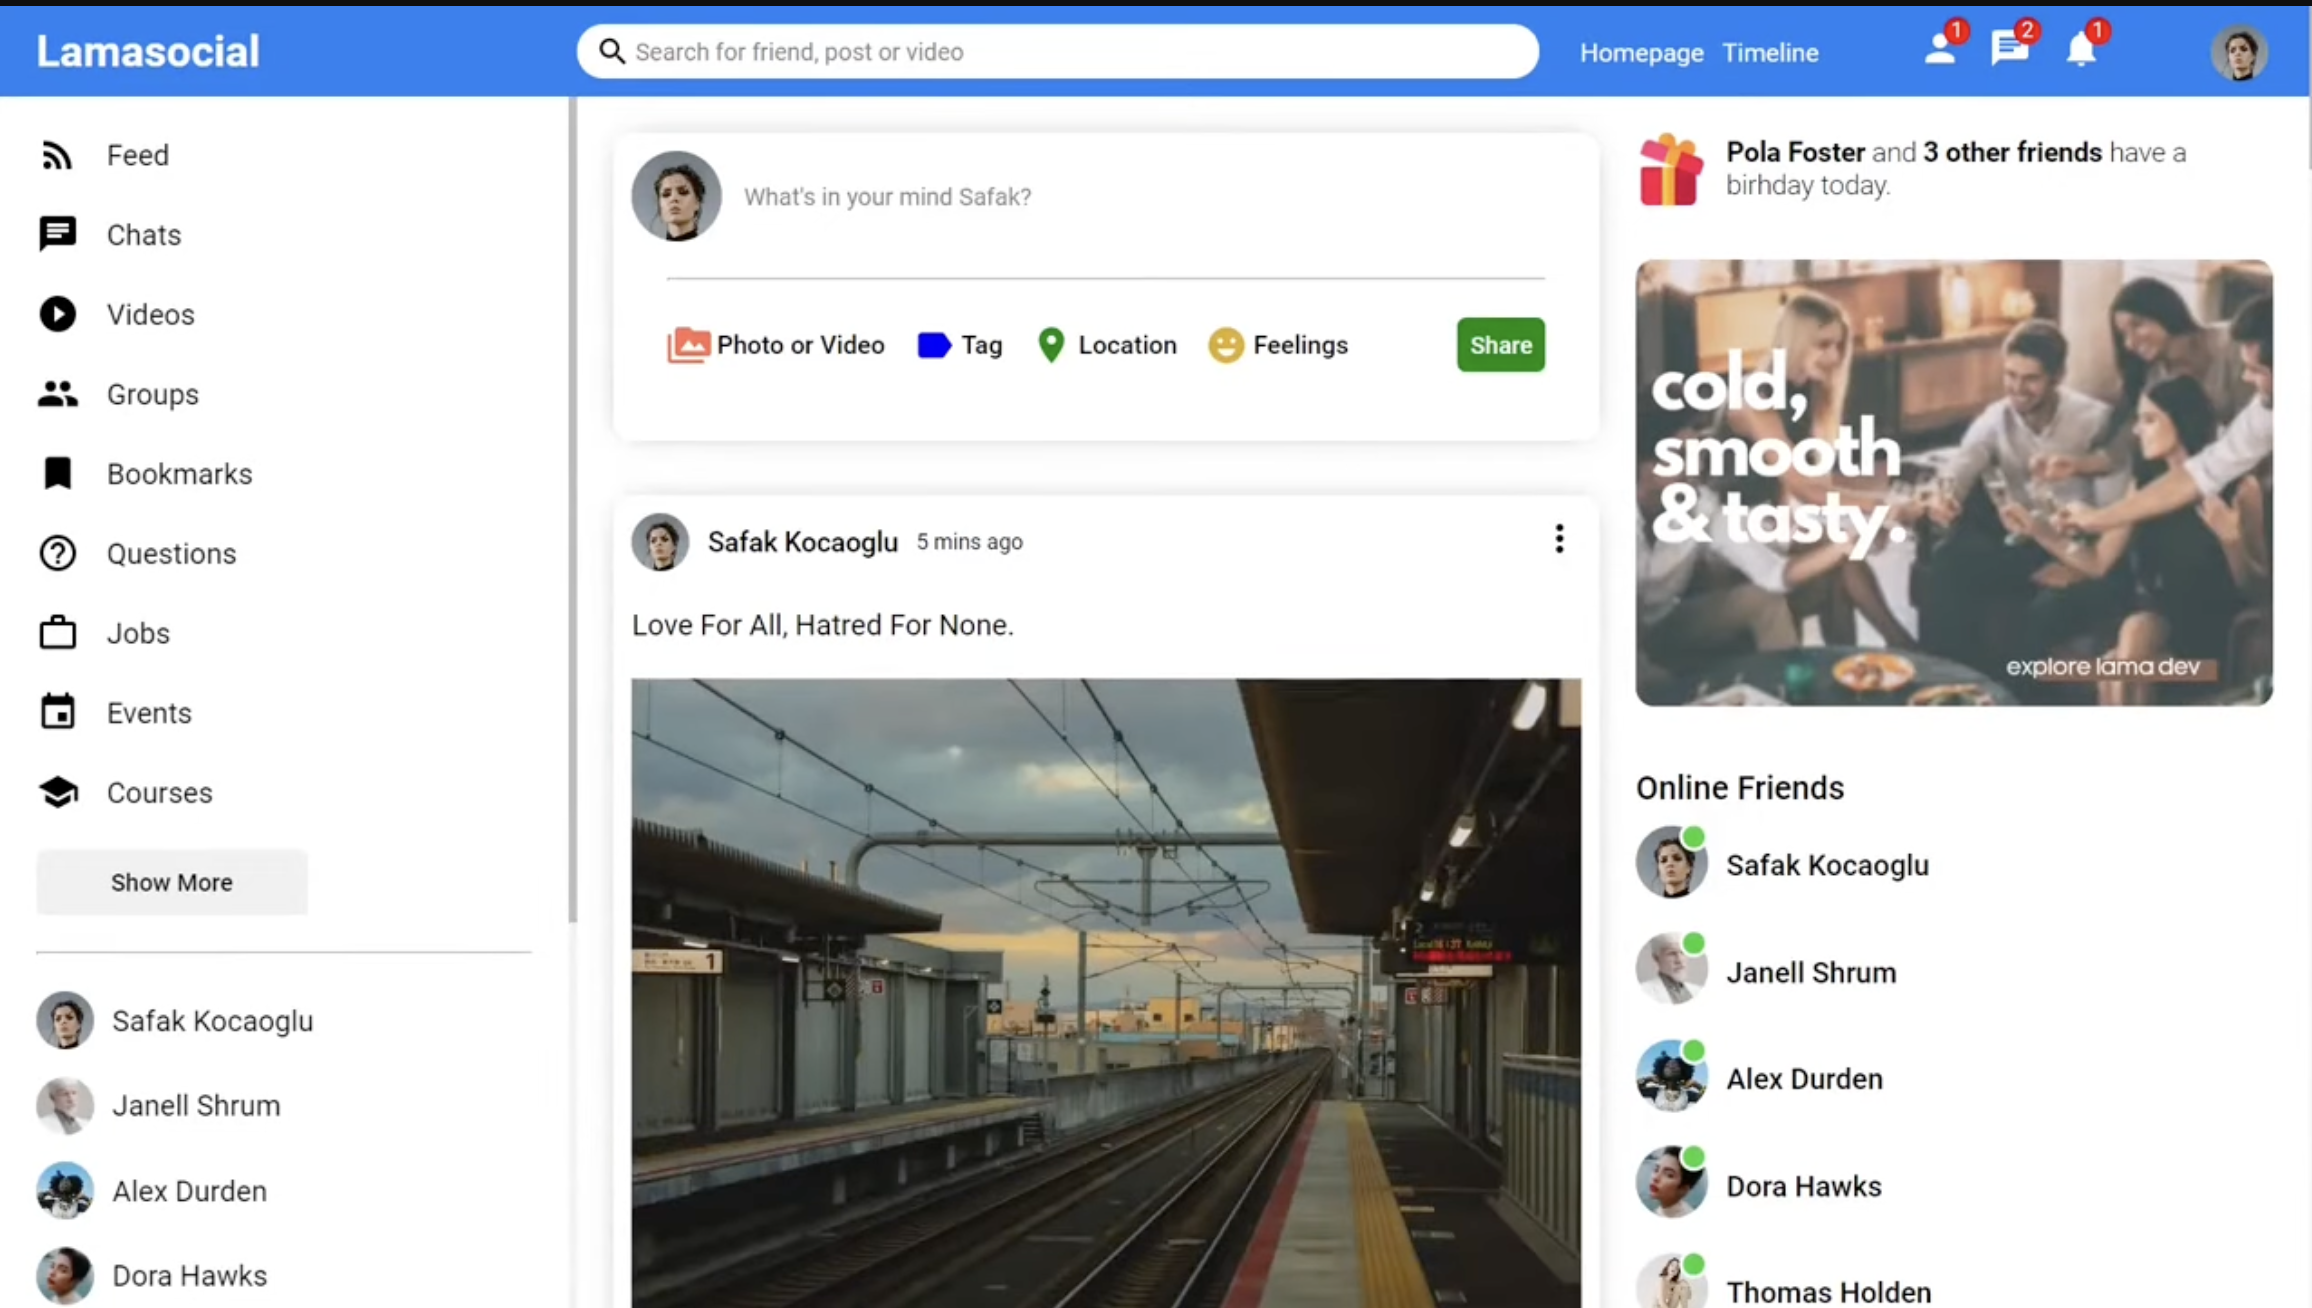 Lamasocial
Search for friend, post or video
Homepage Timeline
1
2
1
Feed
Chats
Videos
Groups
Bookmarks
Questions
Jobs
Events
Courses
Show More
Safak Kocaoglu
Janell Shrum
Alex Durden
Dora Hawks
What's in your mind Safak?
Photo or Video
Tag
Location
Feelings
Share
Safak Kocaoglu 5 mins ago
Love For All, Hatred For None.
1
2
Pola Foster and 3 other friends have a
birhday today.
cold,
smooth
& tasty.
explore lama dev
Online Friends
Safak Kocaoglu
Janell Shrum
Alex Durden
Dora Hawks
Thomas Holden